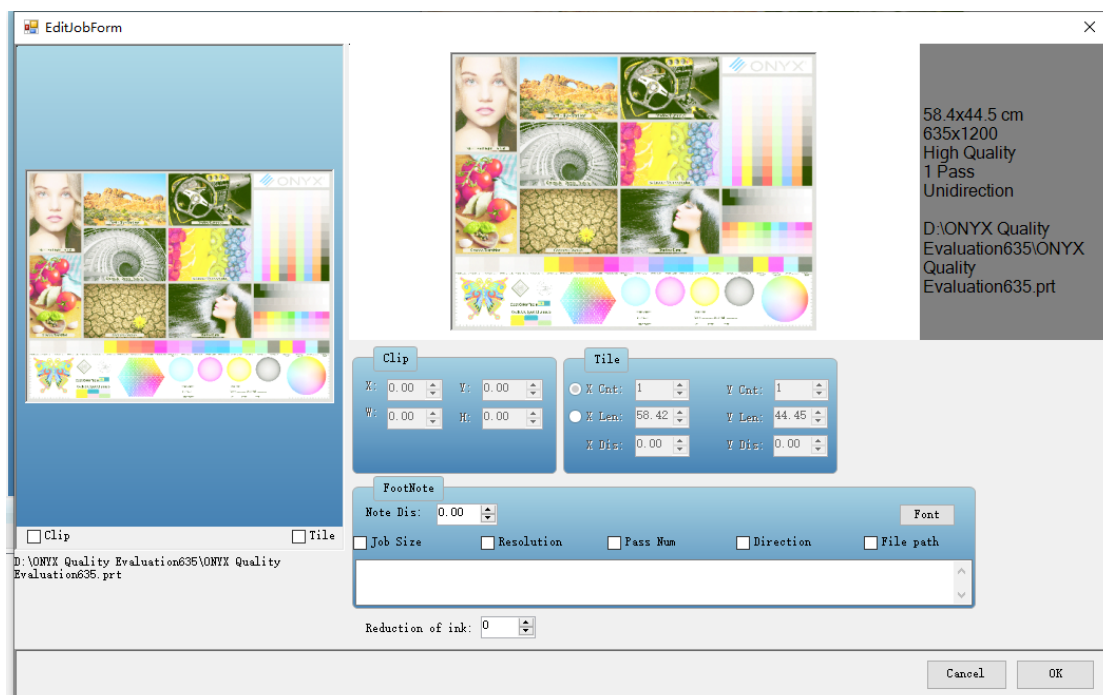 EditJobForm
ONYX
ONYX
58.4x44.5 cm
635x1200
High Quality
1 Pass
Unidirection
D:\ONYX Quality
Evaluation635\ONYX
Quality
Evaluation635.prt
Clip
X: 0.00 Y: 0.00
W: 0.00 H: 0.00
Tile
X Cnt: 1 Y Cnt: 1
X Len: 58.42 Y Len: 44.45
X Dis: 0.00 Y Dis: 0.00
FootNote
Note Dis: 0.00
Font
Job Size Resolution Pass Num Direction File path
Reduction of ink: 0
Clip Tile
D:\ONYX Quality Evaluation635\ONYX Quality
Evaluation635.prt
Cancel OK